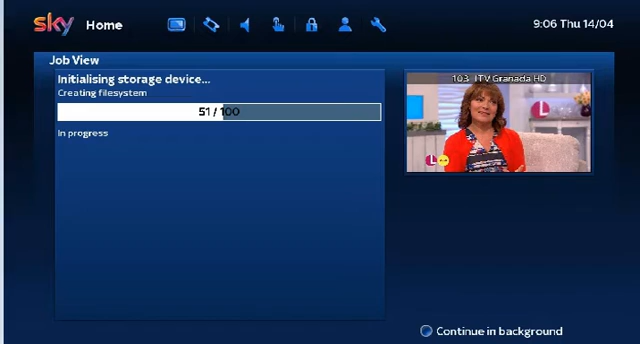 sky Home
9:06 Thu 14/04
Job View
Initialising storage device...
Creating filesystem
51 / 100
In progress
103 ITV Granada HD
L
L
Continue in background